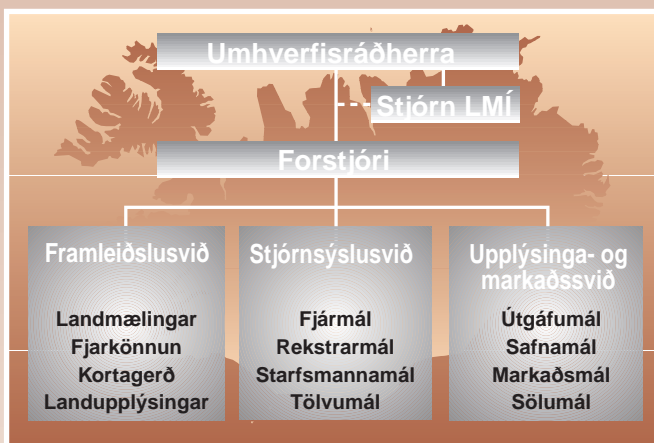 Umhverfisráðherra
Stjórn LMÍ
Forstjóri
Framleiðslusvið
Landmælingar
Fjarkönnun
Kortagerð
Landupplýsingar
Stjórnsýslusvið
Fjármál
Rekstrarmál
Starfsmannamál
Tölvumál
Upplýsinga- og
markaðssvið
Útgáfumál
Safnamál
Markaðsmál
Sölumál